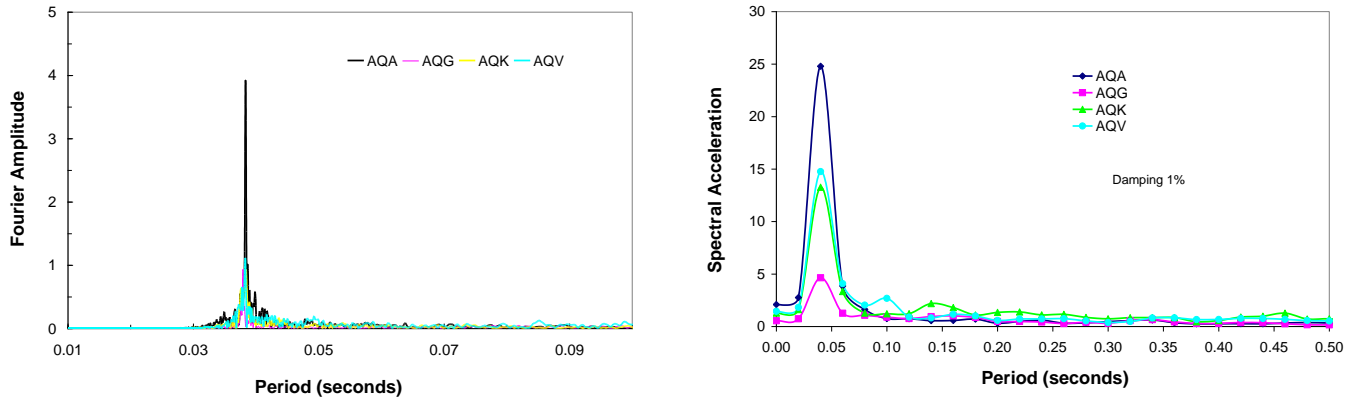 5
4
3
2
1
0
Fourier Amplitude
AQA AQG AQK AQV
0.01 0.03 0.05 0.07 0.09
Period (seconds)
30
25
20
15
10
5
0
Spectral Acceleration
AQA
AQG
AQK
AQV
Damping 1%
0.00 0.05 0.10 0.15 0.20 0.25 0.30 0.35 0.40 0.45 0.50
Period (seconds)